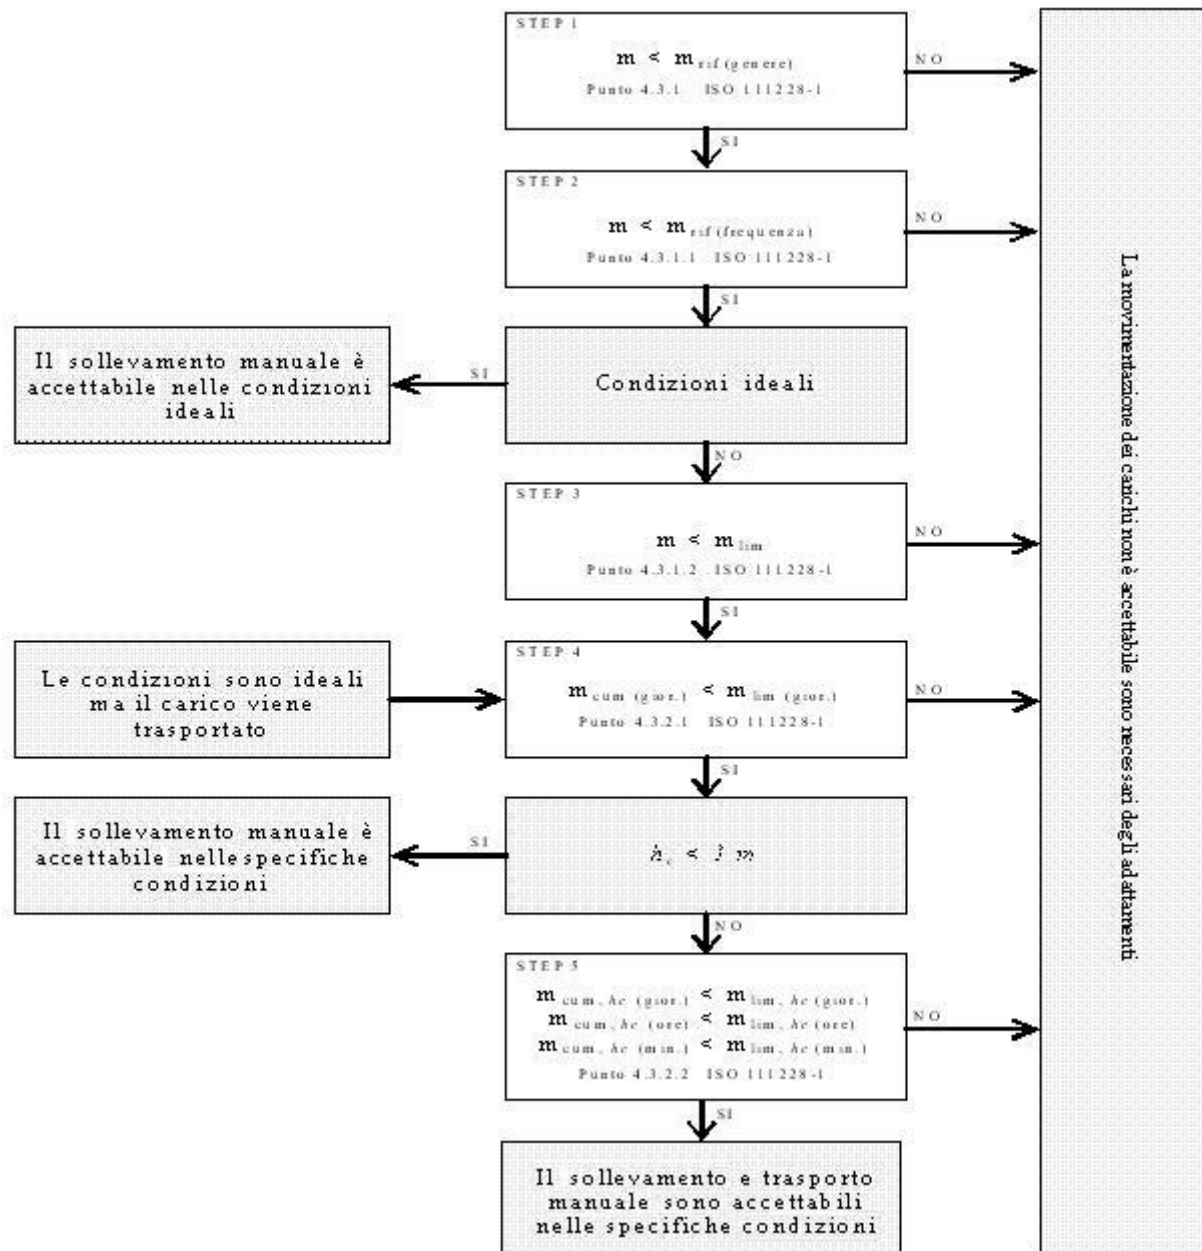 STEP 1
m < m rif (genere)
Punto 4.3.1 ISO 111228-1
NO
SI
STEP 2
m < m rif (frequenza)
Punto 4.3.1.1 ISO 111228-1
NO
SI
Il sollevamento manuale è
accettabile nelle condizioni
ideali
SI
Condizioni ideali
NO
STEP 3
m < m lim
Punto 4.3.1.2 ISO 111228-1
NO
SI
Le condizioni sono ideali
ma il carico viene
trasportato
STEP 4
m cum (gior.) < m lim (gior.)
Punto 4.3.2.1 ISO 111228-1
NO
SI
Il sollevamento manuale è
accettabile nelle specifiche
condizioni
SI
h c < 3 m
NO
STEP 5
m cum, hc (gior.) < m lim, hc (gior.)
m cum, hc (ore) < m lim, hc (ore)
m cum, hc (min.) < m lim, hc (min.)
Punto 4.3.2.2 ISO 111228-1
NO
SI
Il sollevamento e trasporto
manuale sono accettabili
nelle specifiche condizioni
La movimentazione dei carichi non è accettabile sono necessari degli adattamenti